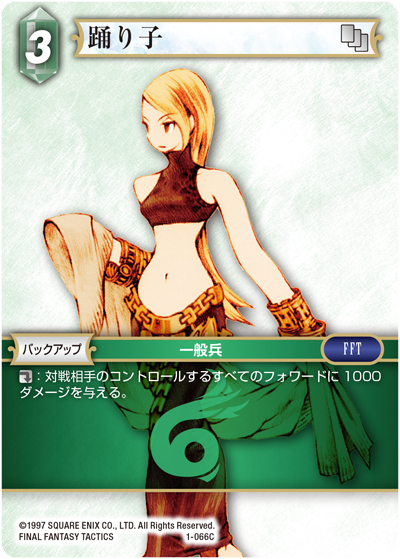 3
踊り子
バックアップ
一般兵
FFT
：対戦相手のコントロールするすべてのフォワードに 1000
ダメージを与える。
©1997 SQUARE ENIX CO., LTD. All Rights Reserved.
FINAL FANTASY TACTICS
1-066C